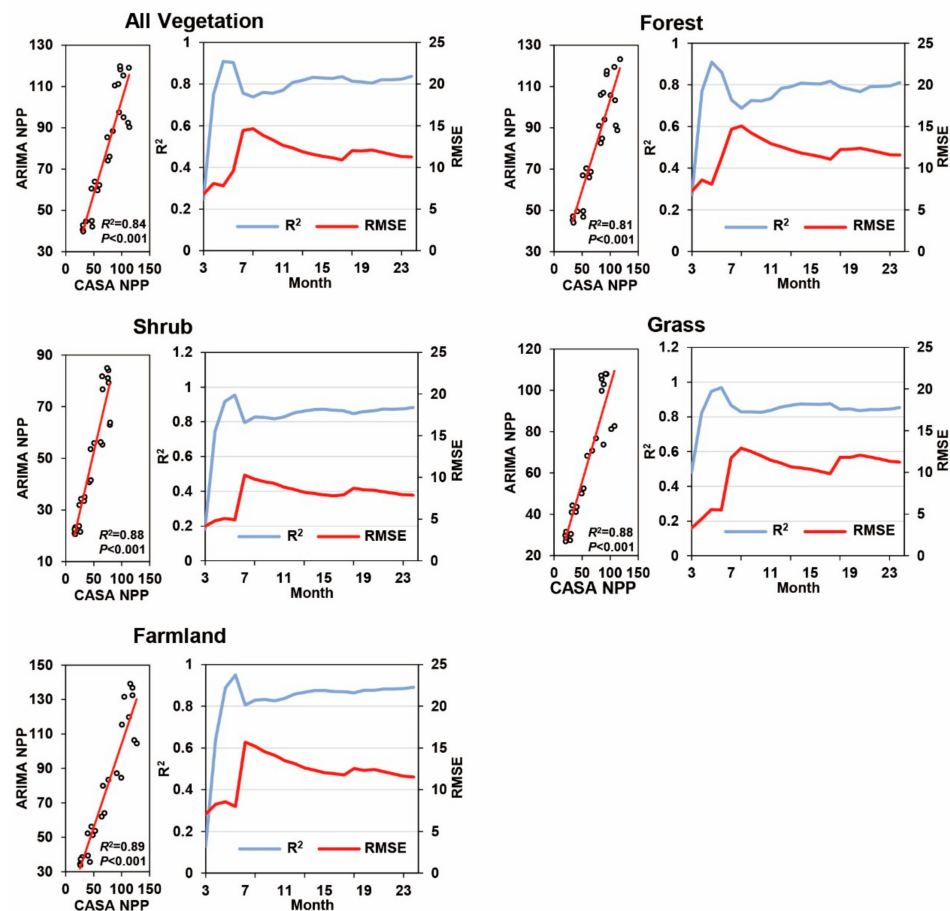 All Vegetation
130
110
90
70
50
30
ARIMA NPP
R²=0.84
P<0.001
0 50 100 150
CASA NPP
1
0.8
0.6
0.4
0.2
0
R²
25
20
15
10
5
0
RMSE
R² RMSE
3 7 11 15 19 23
Month
Forest
130
110
90
70
50
30
ARIMA NPP
R²=0.81
P<0.001
0 50 100 150
CASA NPP
1
0.8
0.6
0.4
0.2
0
R²
25
20
15
10
5
0
RMSE
R² RMSE
3 7 11 15 19 23
Month
Shrub
90
70
50
30
10
ARIMA NPP
R²=0.88
P<0.001
0 50 100 150
CASA NPP
1.2
1
0.8
0.6
0.4
0.2
0
R²
25
20
15
10
5
0
RMSE
R² RMSE
3 7 11 15 19 23
Month
Grass
120
100
80
60
40
20
ARIMA NPP
R²=0.88
P<0.001
0 50 100 150
CASA NPP
1.2
1
0.8
0.6
0.4
0.2
0
R²
25
20
15
10
5
0
RMSE
R² RMSE
3 7 11 15 19 23
Month
Farmland
150
130
110
90
70
50
30
ARIMA NPP
R²=0.89
P<0.001
0 50 100 150
CASA NPP
1
0.8
0.6
0.4
0.2
0
R²
25
20
15
10
5
0
RMSE
R² RMSE
3 7 11 15 19 23
Month